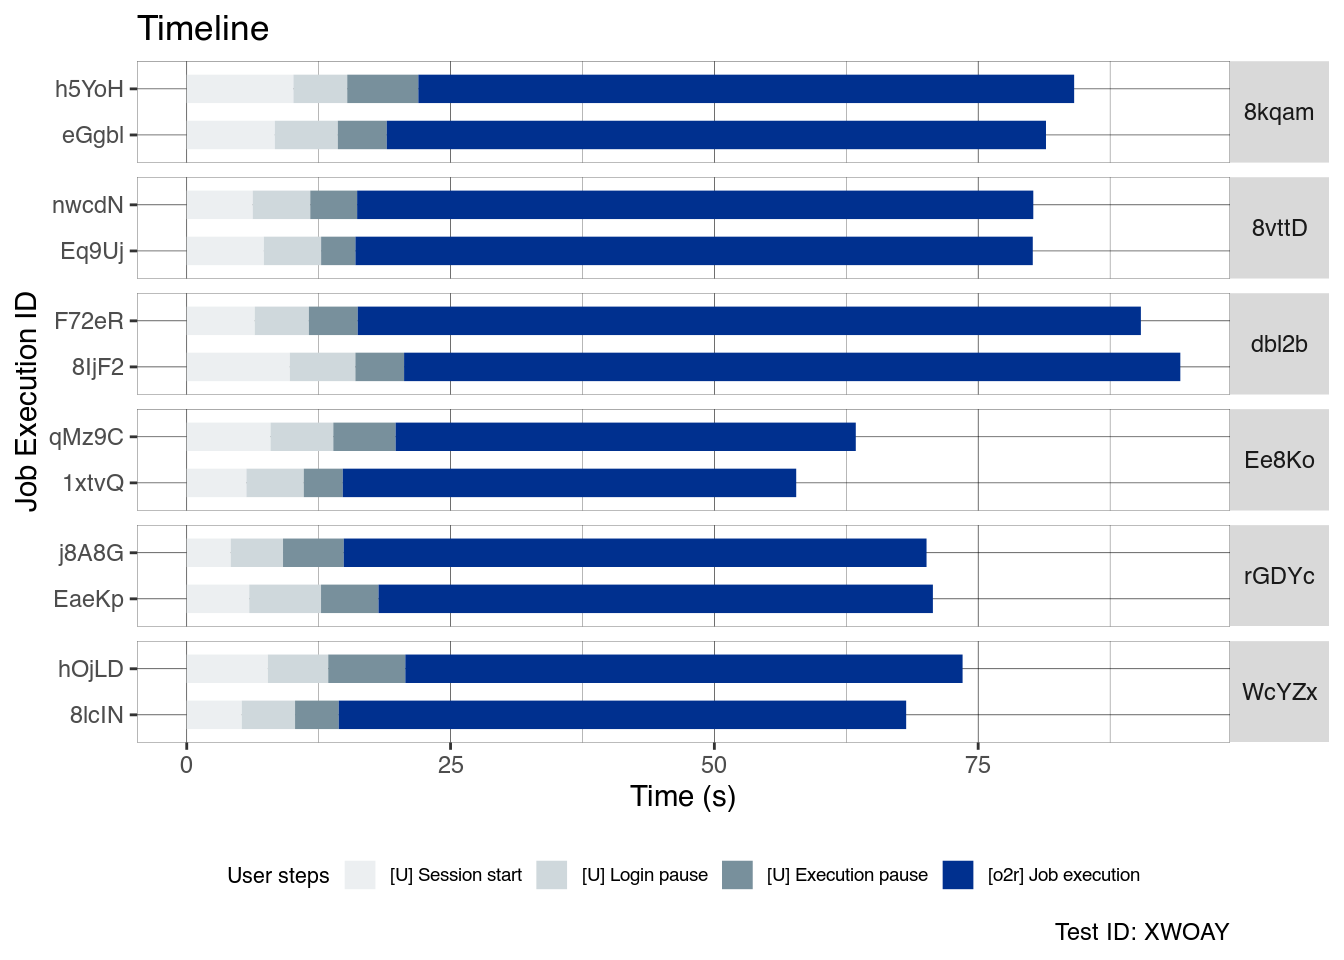 Timeline
h5YoH
eGgbI
8kqam
nwcdN
Eq9Uj
8vttD
F72eR
8IjF2
dbl2b
qMz9C
1xtvQ
Ee8Ko
j8A8G
EaeKp
rGDYc
hOjLD
8lcIN
WcYZx
Job Execution ID
0 25 50 75
Time (s)
User steps [U] Session start [U] Login pause [U] Execution pause [o2r] Job execution
Test ID: XWOAY